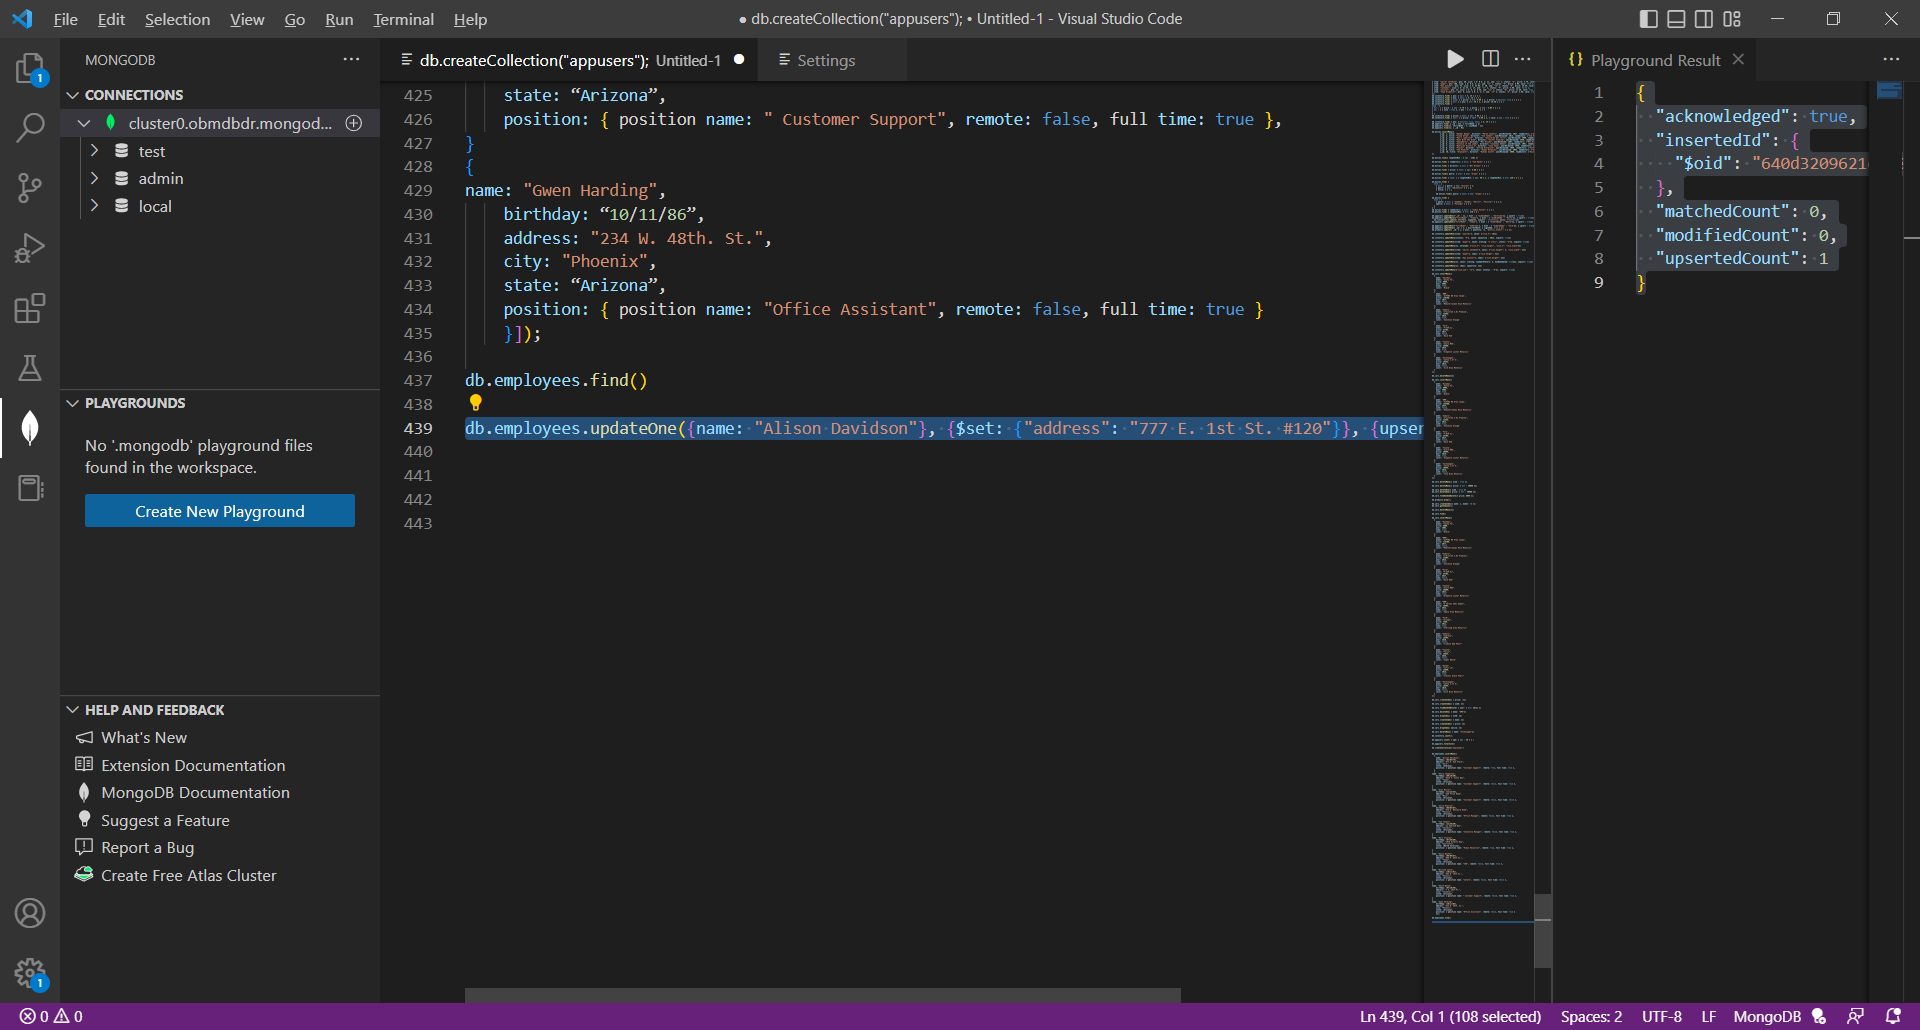 File Edit Selection View Go Run Terminal Help
● db.createCollection("appusers"); • Untitled-1 - Visual Studio Code
MONGODB
CONNECTIONS
cluster0.obmdbdr.mongod...
test
admin
local
PLAYGROUNDS
No '.mongodb' playground files
found in the workspace.
Create New Playground
HELP AND FEEDBACK
What's New
Extension Documentation
MongoDB Documentation
Suggest a Feature
Report a Bug
Create Free Atlas Cluster
1
1
db.createCollection("appusers"); Untitled-1 ●
Settings
425 state: “Arizona”,
426 position: { position name: " Customer Support", remote: false, full time: true },
427 }
428 {
429 name: "Gwen Harding",
430 birthday: “10/11/86”,
431 address: "234 W. 48th. St.",
432 city: "Phoenix",
433 state: “Arizona”,
434 position: { position name: "Office Assistant", remote: false, full time: true }
435 }]);
436
437 db.employees.find()
438
439 db.employees.updateOne({name: "Alison Davidson"}, {$set: {"address": "777 E. 1st St. #120"}}, {upser
440
441
442
443
{} Playground Result
1 {
2 "acknowledged": true,
3 "insertedId": {
4 "$oid": "640d3209621
5 },
6 "matchedCount": 0,
7 "modifiedCount": 0,
8 "upsertedCount": 1
9 }
0 0
Ln 439, Col 1 (108 selected) Spaces: 2 UTF-8 LF MongoDB